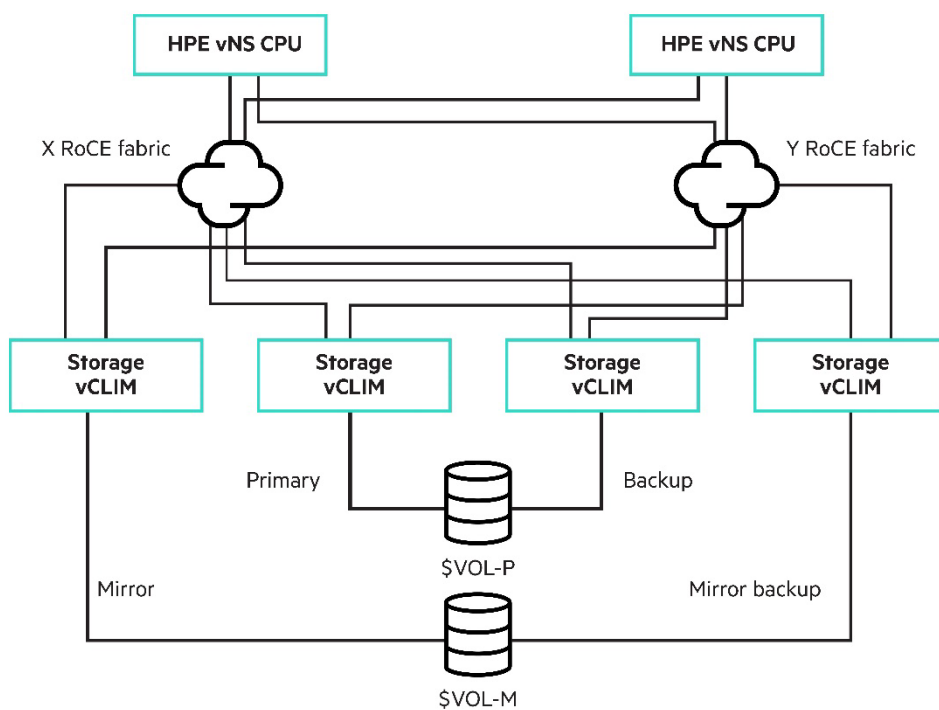 HPE vNS CPU
HPE vNS CPU
X RoCE fabric
Y RoCE fabric
Storage
vCLIM
Storage
vCLIM
Storage
vCLIM
Storage
vCLIM
Primary
Backup
$VOL-P
Mirror
Mirror backup
$VOL-M